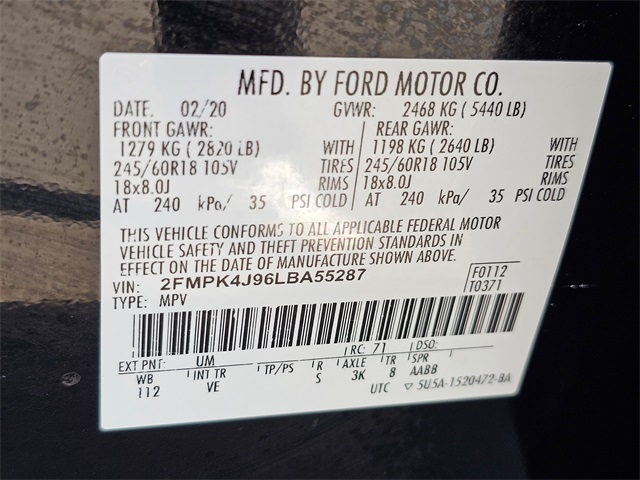 MFD. BY FORD MOTOR CO.
DATE: 02/20 GVWR: 2468 KG ( 5440 LB)
FRONT GAWR: REAR GAWR:
1279 KG ( 2820 LB) WITH 1198 KG ( 2640 LB) WITH
245/60R18 105V TIRES 245/60R18 105V TIRES
18x8.0J RIMS 18x8.0J RIMS
AT 240 kPa/ 35 PSI COLD AT 240 kPa/ 35 PSI COLD
THIS VEHICLE CONFORMS TO ALL APPLICABLE FEDERAL MOTOR
VEHICLE SAFETY AND THEFT PREVENTION STANDARDS IN
EFFECT ON THE DATE OF MANUFACTURE SHOWN ABOVE.
VIN: 2FMPK4J96LBA55287 F0112
TYPE: MPV T0371
EXT PNT: UM RC: 71 DSO:
WB INT TR TP/PS R AXLE TR SPR
112 VE S 3K 8 AABB
UTC ▽ 5U5A-1520472-BA